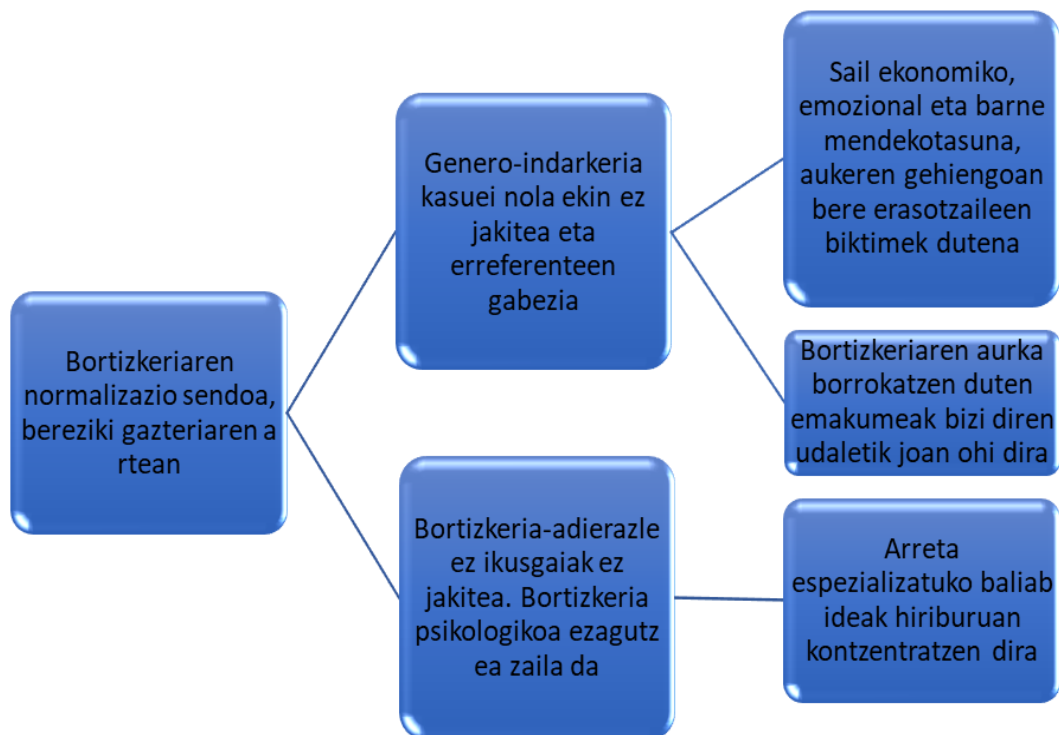 Bortizkeriaren
normalizazio sendoa,
bereziki gazteriaren a
rtean
Genero-indarkeria
kasuei nola ekin ez
jakitea eta
erreferenteen
gabezia
Sail ekonomiko,
emozional eta barne
mendekotasuna,
aukeren gehiengoan
bere erasotzaileen
biktimek dutena
Bortizkeriaren aurka
borrokatzen duten
emakumeak bizi diren
udaletik joan ohi dira
Bortizkeria-adierazle
ez ikusgaiak ez
jakitea. Bortizkeria
psikologikoa ezagutz
ea zaila da
Arreta
espezializatuko baliab
ideak hiriburuan
kontzentratzen dira